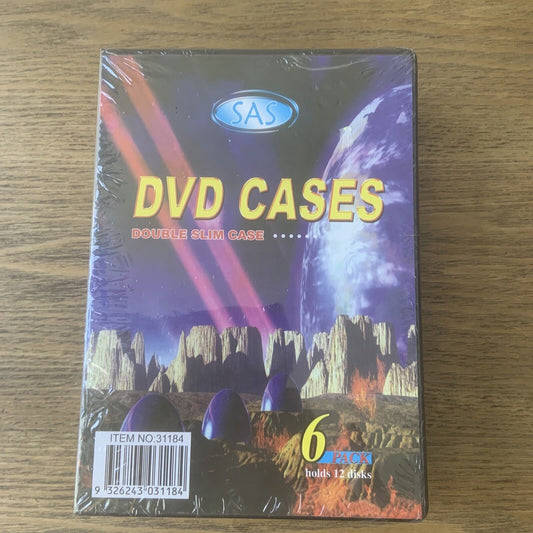 SAS
DVD CASES
DOUBLE SLIM CASE ......
ITEM NO:31184
9 326243 031184
6 PACK
holds 12 disks